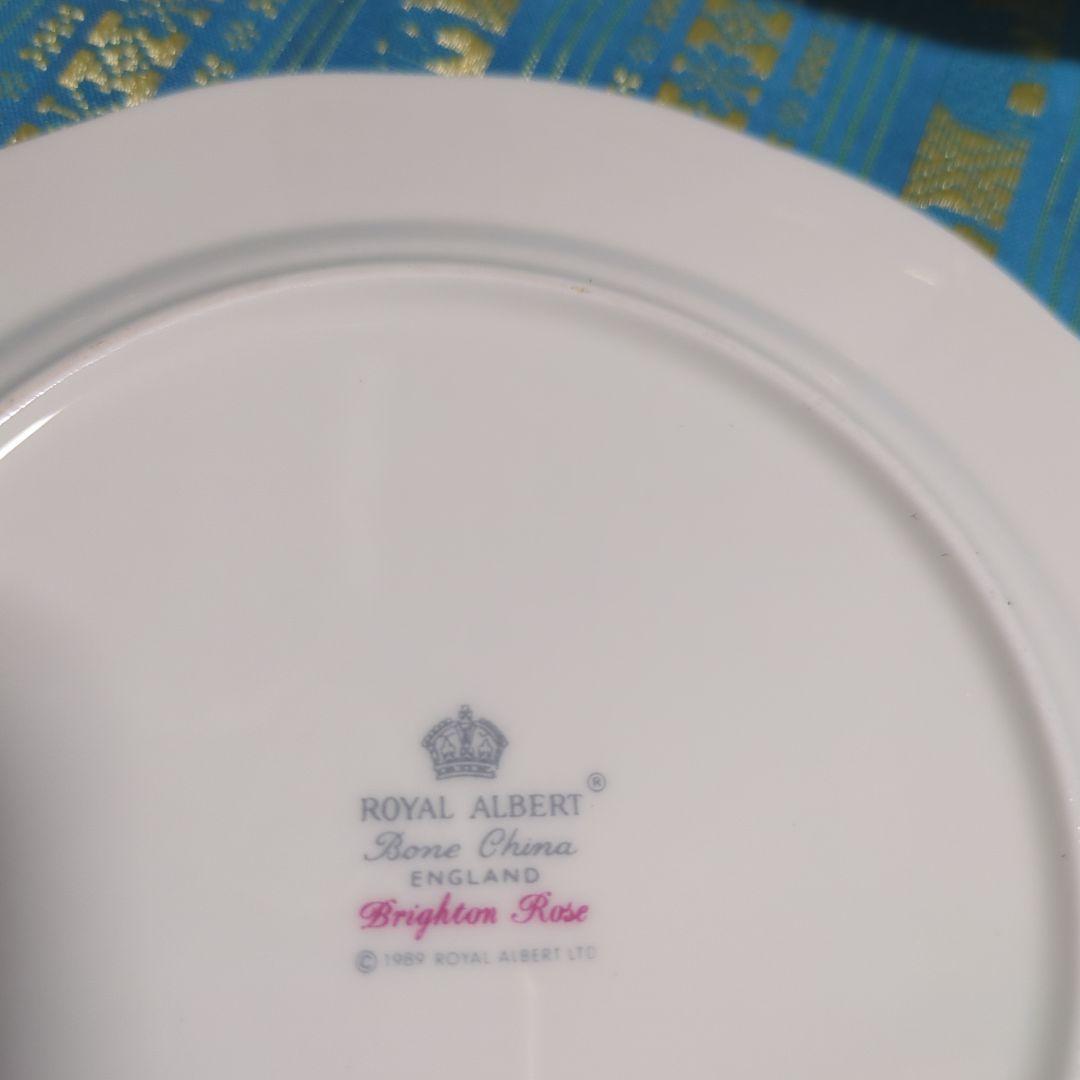 ROYAL ALBERT®
Bone China
ENGLAND
Brighton Rose
© 1989 ROYAL ALBERT LTD